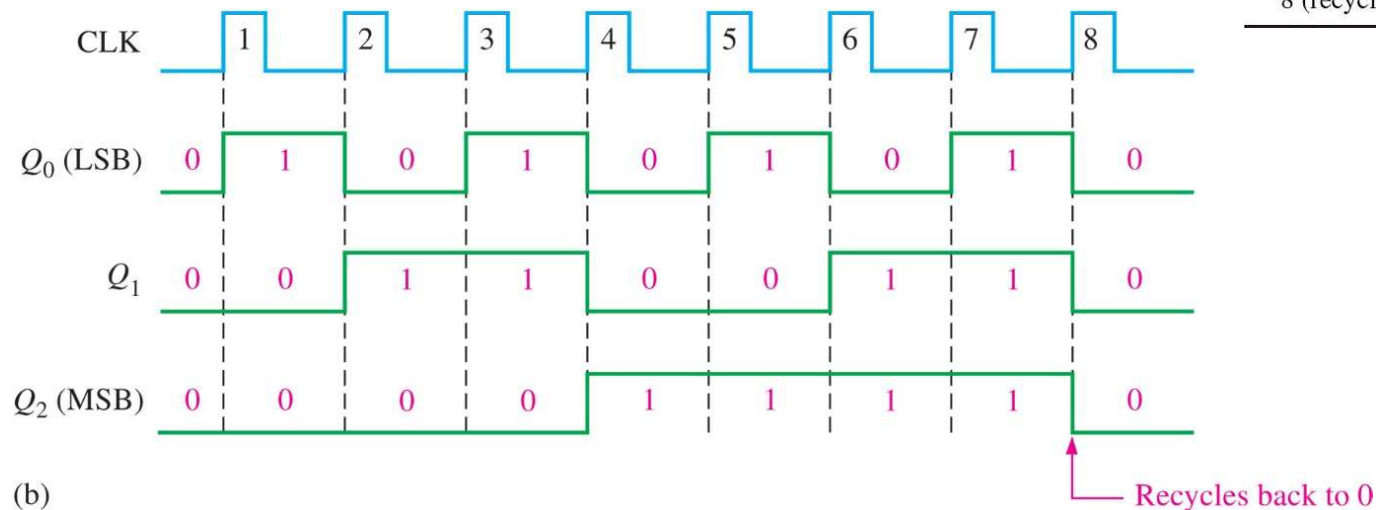 8 (recycl
CLK 1 2 3 4 5 6 7 8
Q₀ (LSB) 0 1 0 1 0 1 0 1 0
Q₁ 0 0 1 1 0 0 1 1 0
Q₂ (MSB) 0 0 0 0 1 1 1 1 0
(b) Recycles back to 0